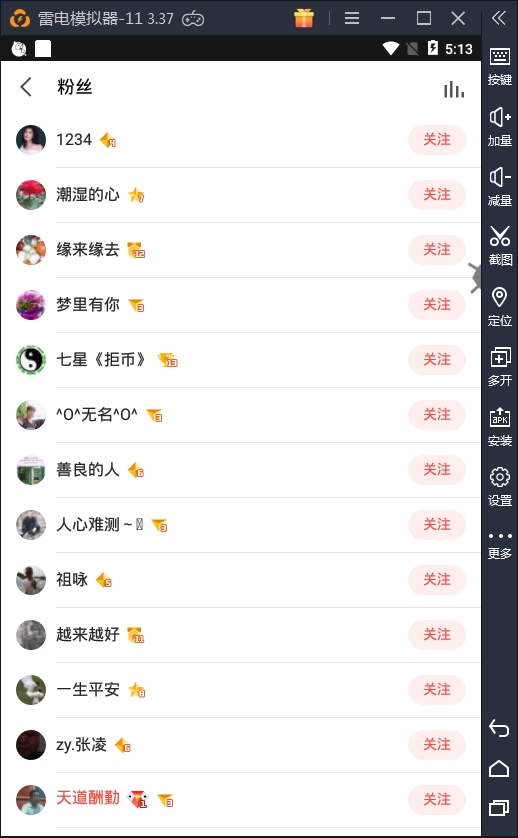 雷电模拟器-11 3.37
5:13
粉丝
1234 4 关注
潮湿的心 7 关注
缘来缘去 12 关注
梦里有你 3 关注
七星《拒币》 13 关注
^O^无名^O^ 3 关注
善良的人 6 关注
人心难测~ 3 关注
祖咏 5 关注
越来越好 11 关注
一生平安 8 关注
zy.张凌 6 关注
天道酬勤 1 3 关注
按键
加量
减量
截图
定位
多开
APK
安装
设置
更多